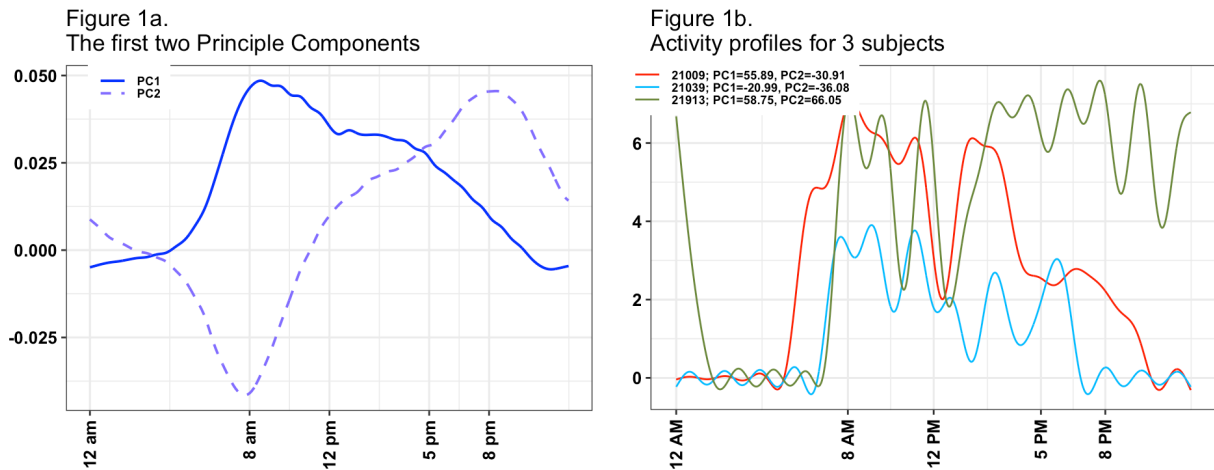 Figure 1a.
The first two Principle Components
PC1
PC2
0.050
0.025
0.000
-0.025
12 am
8 am
12 pm
5 pm
8 pm
Figure 1b.
Activity profiles for 3 subjects
21009; PC1=55.89, PC2=-30.91
21039; PC1=-20.99, PC2=-36.08
21913; PC1=58.75, PC2=66.05
6
4
2
0
12 AM
8 AM
12 PM
5 PM
8 PM